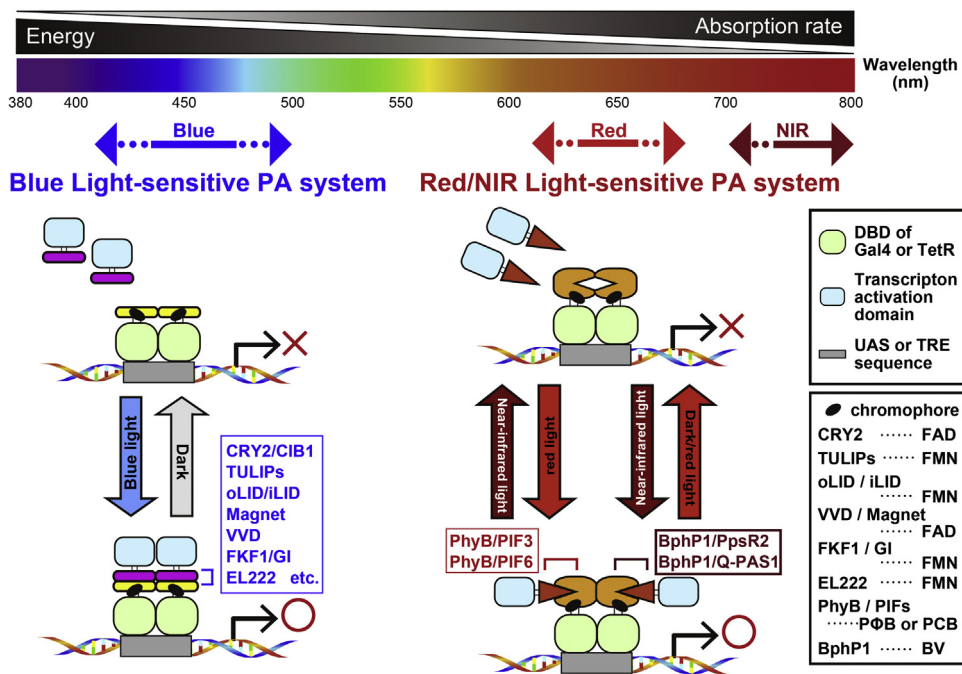 Energy
Absorption rate
Wavelength
(nm)
380 400 450 500 550 600 650 700 800
Blue
Red
NIR
Blue Light-sensitive PA system
Red/NIR Light-sensitive PA system
DBD of
Gal4 or TetR
Transcripton
activation
domain
UAS or TRE
sequence
Blue light
Dark
CRY2/CIB1
TULIPs
oLID/iLID
Magnet
VVD
FKF1/GI
EL222 etc.
Near-infrared light
red light
Near-infrared light
Dark/red light
PhyB/PIF3
PhyB/PIF6
BphP1/PpsR2
BphP1/Q-PAS1
chromophore
CRY2 ······ FAD
TULIPs ······ FMN
oLID / iLID
······ FMN
VVD / Magnet
······ FAD
FKF1 / GI
······ FMN
EL222 ······ FMN
PhyB / PIFs
······PΦB or PCB
BphP1 ······ BV